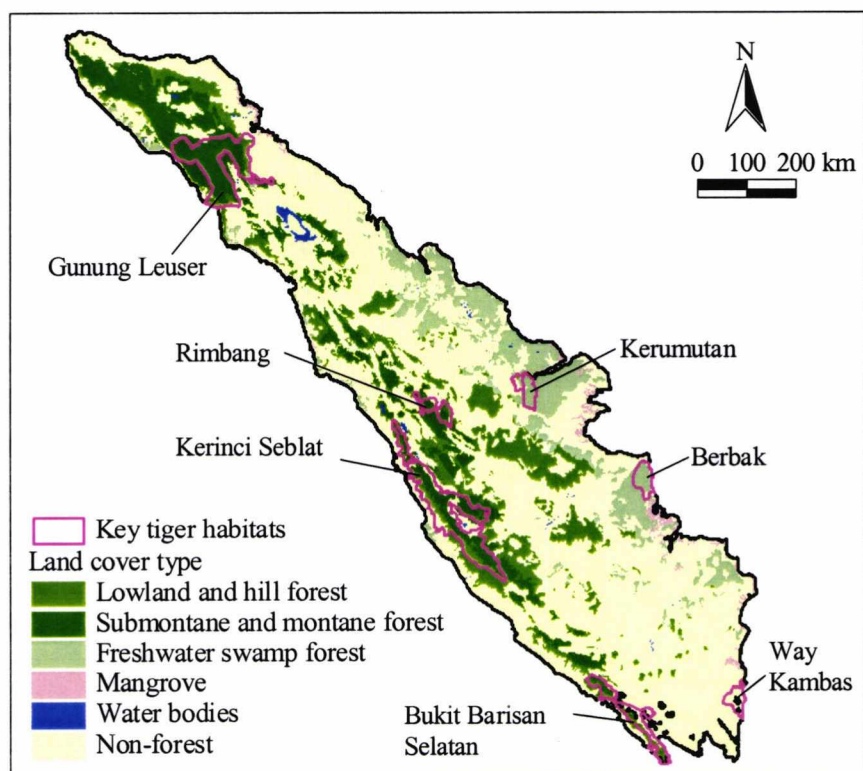 N
0 100 200 km
Gunung Leuser
Rimbang
Kerumutan
Kerinci Seblat
Berbak
Key tiger habitats
Land cover type
Lowland and hill forest
Submontane and montane forest
Freshwater swamp forest
Mangrove
Water bodies
Non-forest
Way
Kambas
Bukit Barisan
Selatan